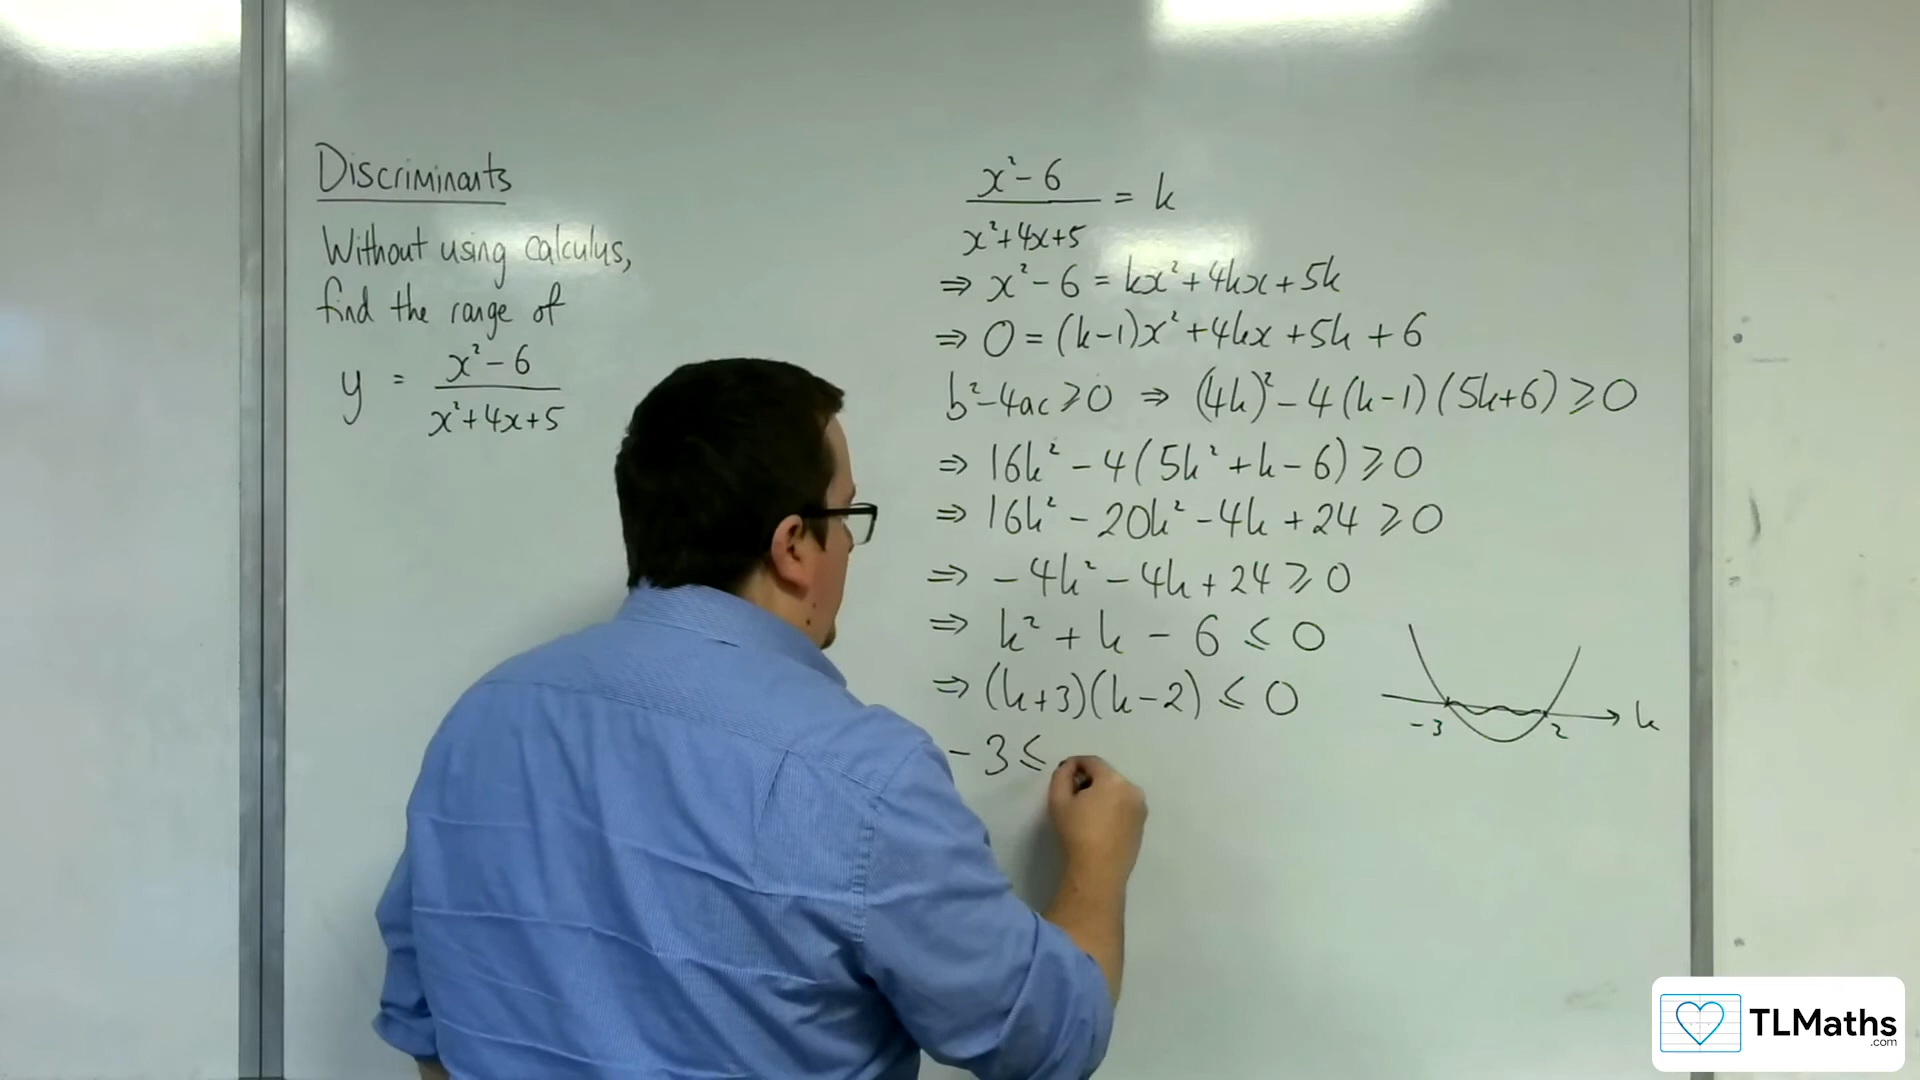 Discriminants
Without using calculus,
find the range of
y = x²-6 / x²+4x+5
x²-6 / x²+4x+5 = k
⇒ x²-6 = kx²+4kx+5k
⇒ 0 = (k-1)x²+4kx+5k+6
b²-4ac ≥ 0 ⇒ (4k)²-4(k-1)(5k+6) ≥ 0
⇒ 16k²-4(5k²+k-6) ≥ 0
⇒ 16k²-20k²-4k+24 ≥ 0
⇒ -4k²-4k+24 ≥ 0
⇒ k²+k-6 ≤ 0
⇒ (k+3)(k-2) ≤ 0
-3 2 k
-3 ≤
TLMaths
.com